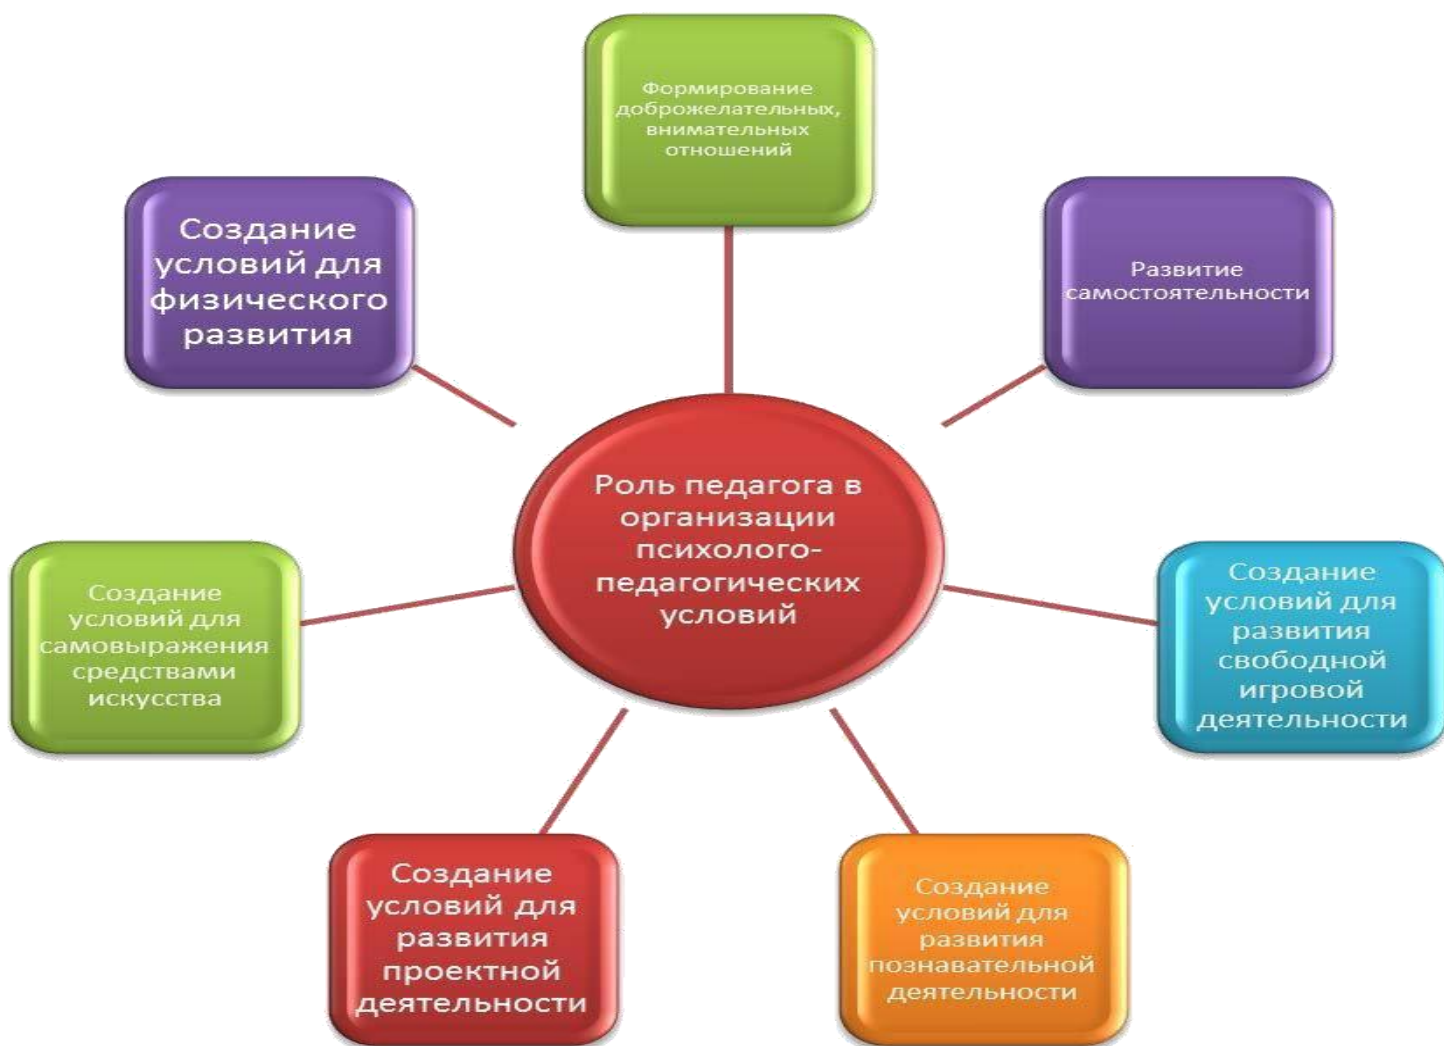 Формирование
доброжелательных,
внимательных
отношений
Развитие
самостоятельности
Создание
условий для
развития
свободной
игровой
деятельности
Создание
условий для
развития
познавательной
деятельности
Создание
условий для
развития
проектной
деятельности
Создание
условий для
самовыражения
средствами
искусства
Создание
условий для
физического
развития
Роль педагога в
организации
психолого-
педагогических
условий